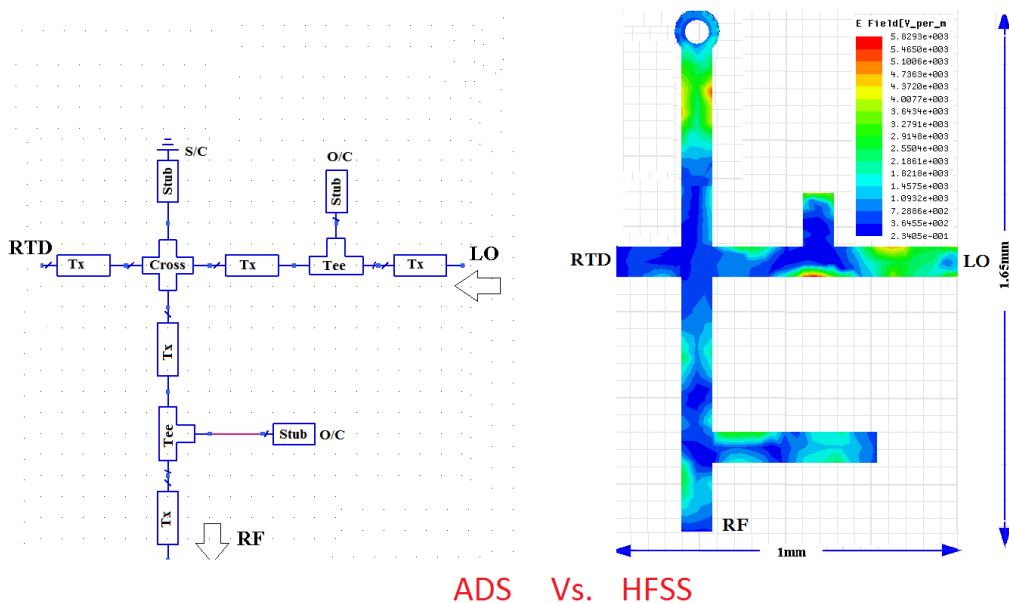 S/C
Stub
O/C
Stub
RTD
Tx
Cross
Tx
Tee
Tx
LO
Tx
Tee
Stub
O/C
Tx
RF
E Field[V_per_m
5.8293e+003
5.4650e+003
5.1006e+003
4.7363e+003
4.3720e+003
4.0077e+003
3.6434e+003
3.2791e+003
2.9148e+003
2.5504e+003
2.1861e+003
1.8218e+003
1.4575e+003
1.0932e+003
7.2886e+002
3.6455e+002
2.3405e-001
RTD
LO
1.65mm
RF
1mm
ADS Vs. HFSS